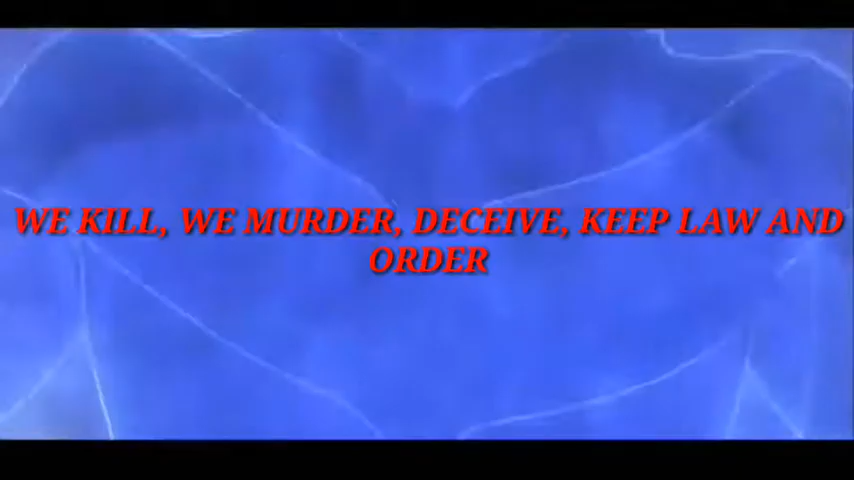 WE KILL, WE MURDER, DECEIVE, KEEP LAW AND
ORDER